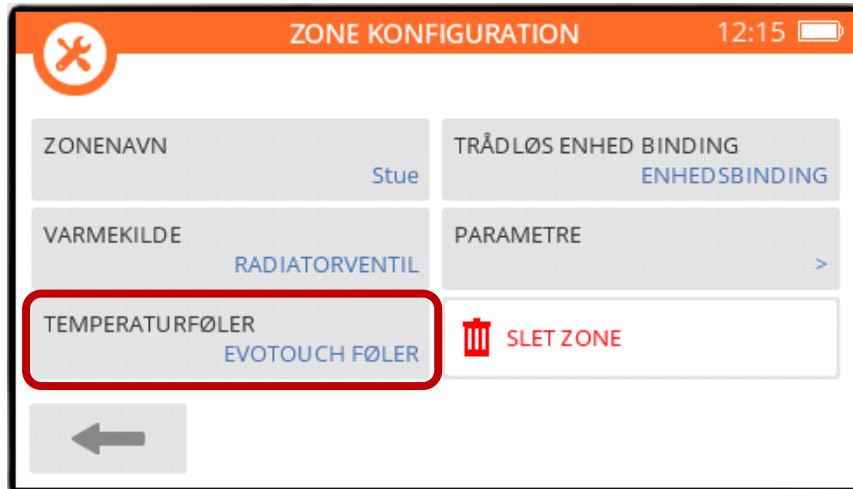 ZONE KONFIGURATION 12:15
ZONENAVN
Stue
TRÅDLØS ENHED BINDING
ENHEDSBINDING
VARMEKILDE
RADIATORVENTIL
PARAMETRE
>
TEMPERATURFØLER
EVOTOUCH FØLER
SLET ZONE